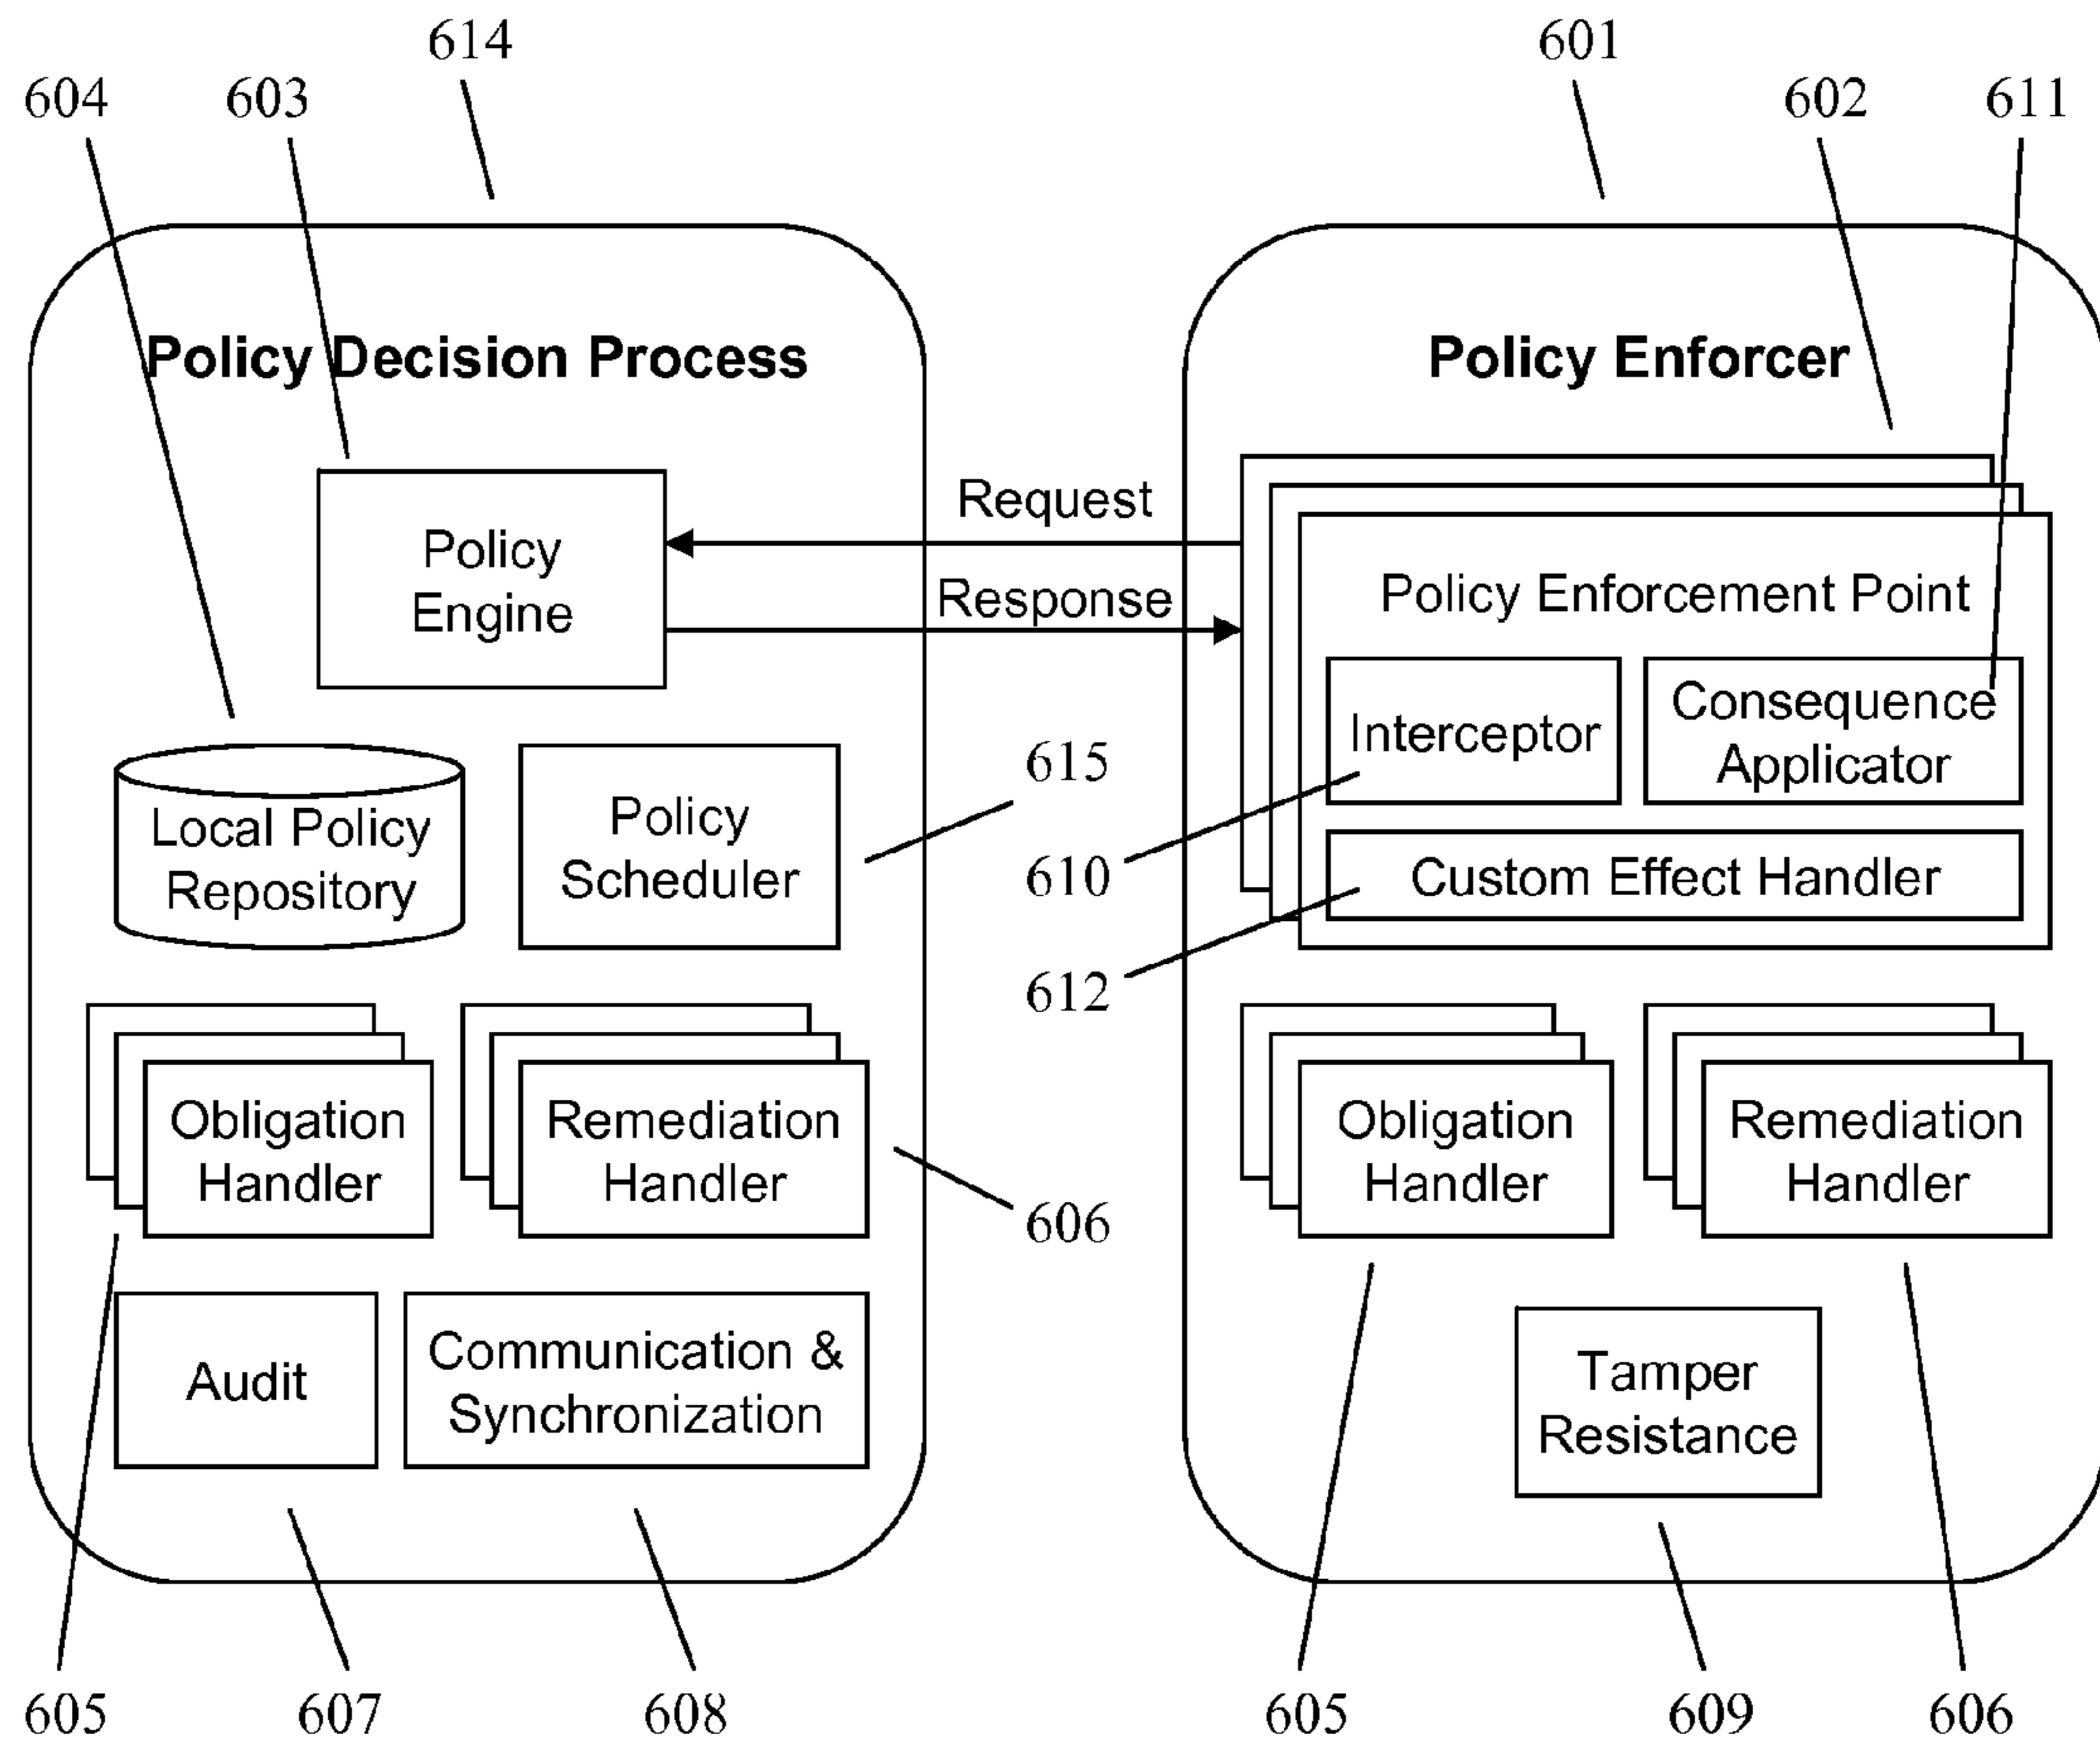 614
601
604
603
602
611
Policy Decision Process
Policy Enforcer
Request
Response
Policy
Engine
Policy Enforcement Point
Interceptor
Consequence
Applicator
Custom Effect Handler
Local Policy
Repository
Policy
Scheduler
615
610
612
Obligation
Handler
Remediation
Handler
606
Obligation
Handler
Remediation
Handler
Audit
Communication &
Synchronization
Tamper
Resistance
605
607
608
605
609
606